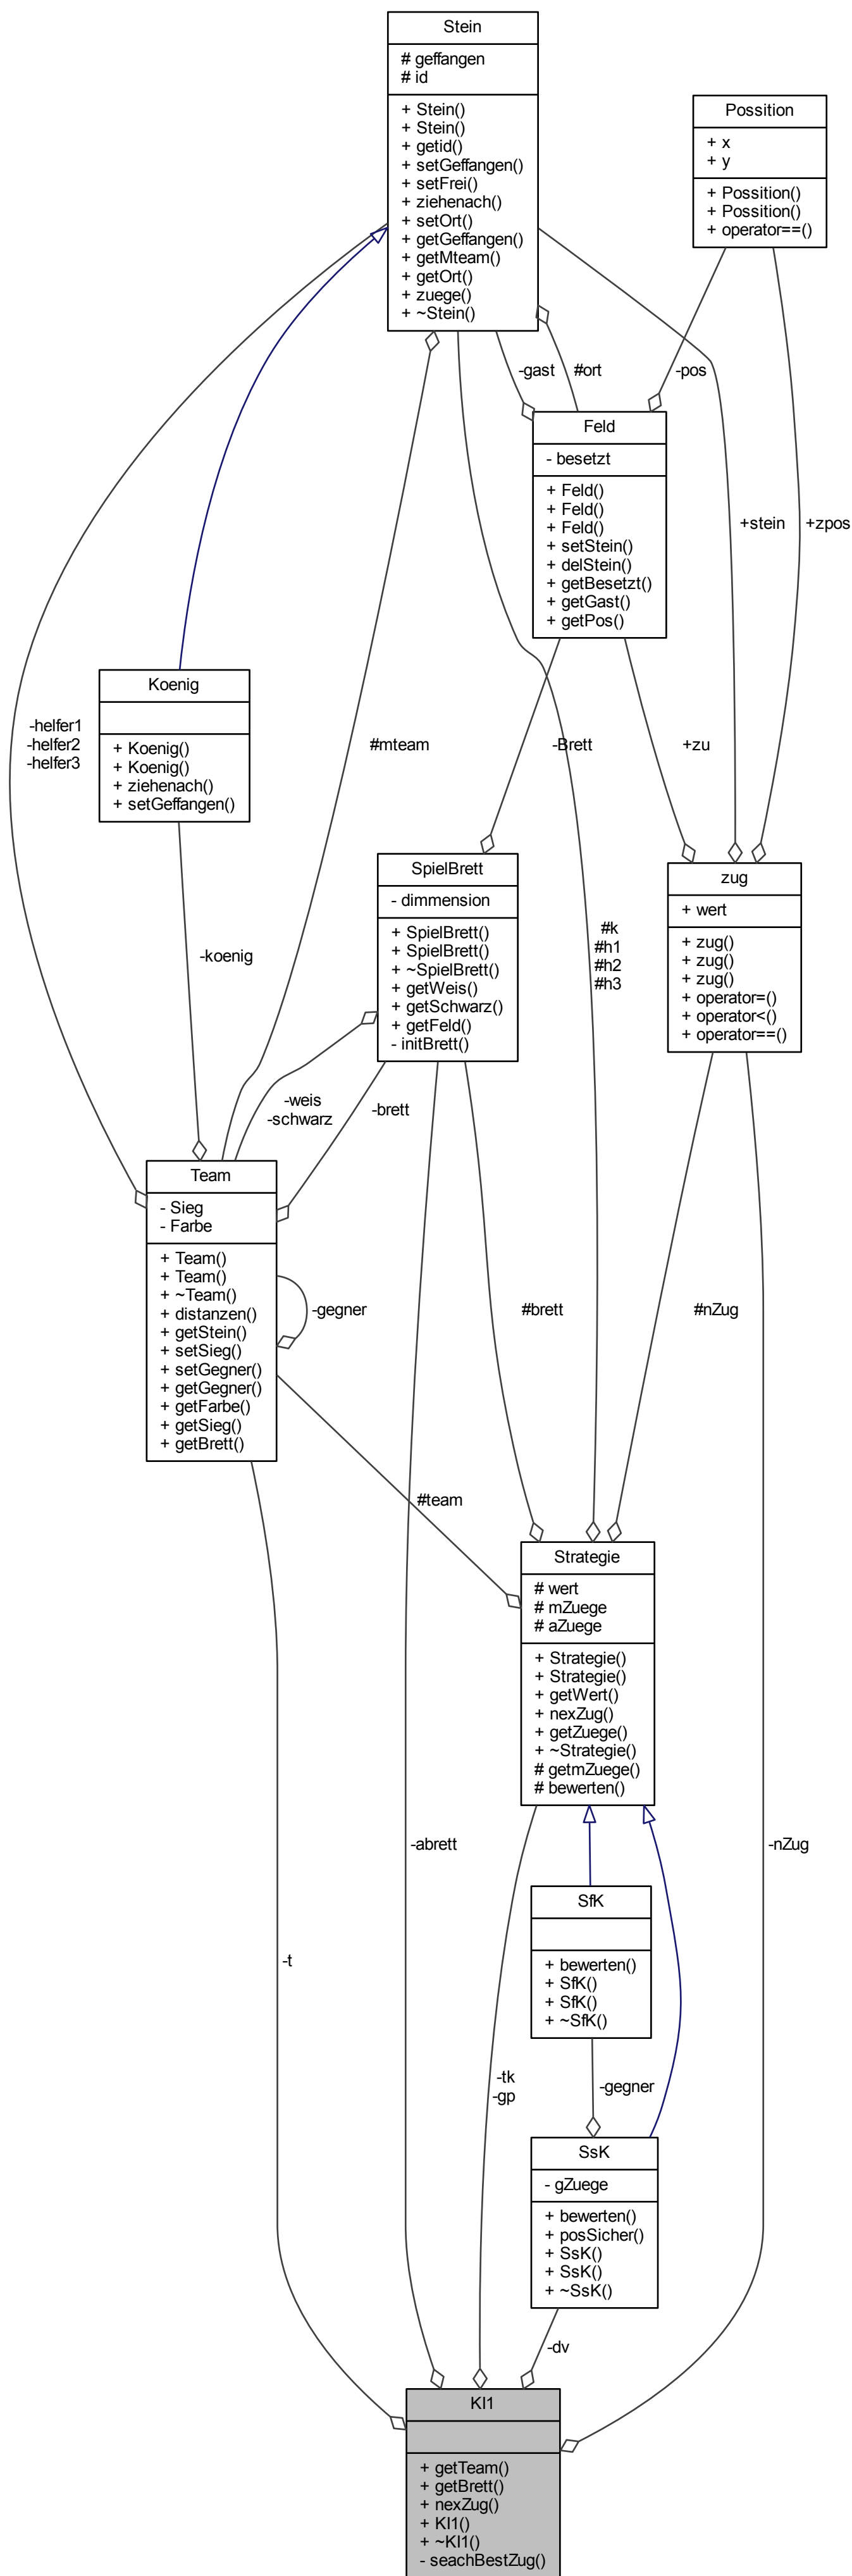 Stein
# geffangen
# id
+ Stein()
+ Stein()
+ getid()
+ setGeffangen()
+ setFrei()
+ ziehenach()
+ setOrt()
+ getGeffangen()
+ getMteam()
+ getOrt()
+ zuege()
+ ~Stein()
Possition
+ x
+ y
+ Possition()
+ Possition()
+ operator==()
-gast
#ort
-pos
Feld
- besetzt
+ Feld()
+ Feld()
+ Feld()
+ setStein()
+ delStein()
+ getBesetzt()
+ getGast()
+ getPos()
+stein
+zpos
Koenig
+ Koenig()
+ Koenig()
+ ziehenach()
+ setGeffangen()
-helfer1
-helfer2
-helfer3
#mteam
-Brett
+zu
SpielBrett
- dimmension
+ SpielBrett()
+ SpielBrett()
+ ~SpielBrett()
+ getWeis()
+ getSchwarz()
+ getFeld()
- initBrett()
zug
+ wert
+ zug()
+ zug()
+ zug()
+ operator=()
+ operator<()
+ operator==()
-koenig
#k
#h1
#h2
#h3
-weis
-schwarz
-brett
Team
- Sieg
- Farbe
+ Team()
+ Team()
+ ~Team()
+ distanzen()
+ getStein()
+ setSieg()
+ setGegner()
+ getGegner()
+ getFarbe()
+ getSieg()
+ getBrett()
-gegner
#brett
#nZug
#team
Strategie
# wert
# mZuege
# aZuege
+ Strategie()
+ Strategie()
+ getWert()
+ nexZug()
+ getZuege()
+ ~Strategie()
# getmZuege()
# bewerten()
-abrett
-nZug
SfK
+ bewerten()
+ SfK()
+ SfK()
+ ~SfK()
-t
-tk
-gp
-gegner
SsK
- gZuege
+ bewerten()
+ posSicher()
+ SsK()
+ SsK()
+ ~SsK()
-dv
KI1
+ getTeam()
+ getBrett()
+ nexZug()
+ KI1()
+ ~KI1()
- seachBestZug()